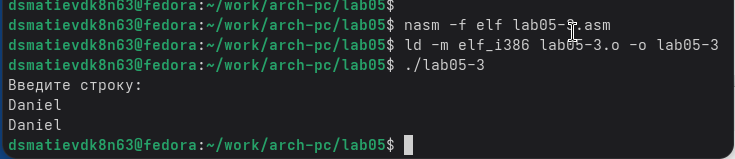 dsmatievdk8n63@fedora:~/work/arch-pc/lab05$
dsmatievdk8n63@fedora:~/work/arch-pc/lab05$ nasm -f elf lab05-3.asm
dsmatievdk8n63@fedora:~/work/arch-pc/lab05$ ld -m elf_i386 lab05-3.o -o lab05-3
dsmatievdk8n63@fedora:~/work/arch-pc/lab05$ ./lab05-3
Введите строку:
Daniel
Daniel
dsmatievdk8n63@fedora:~/work/arch-pc/lab05$